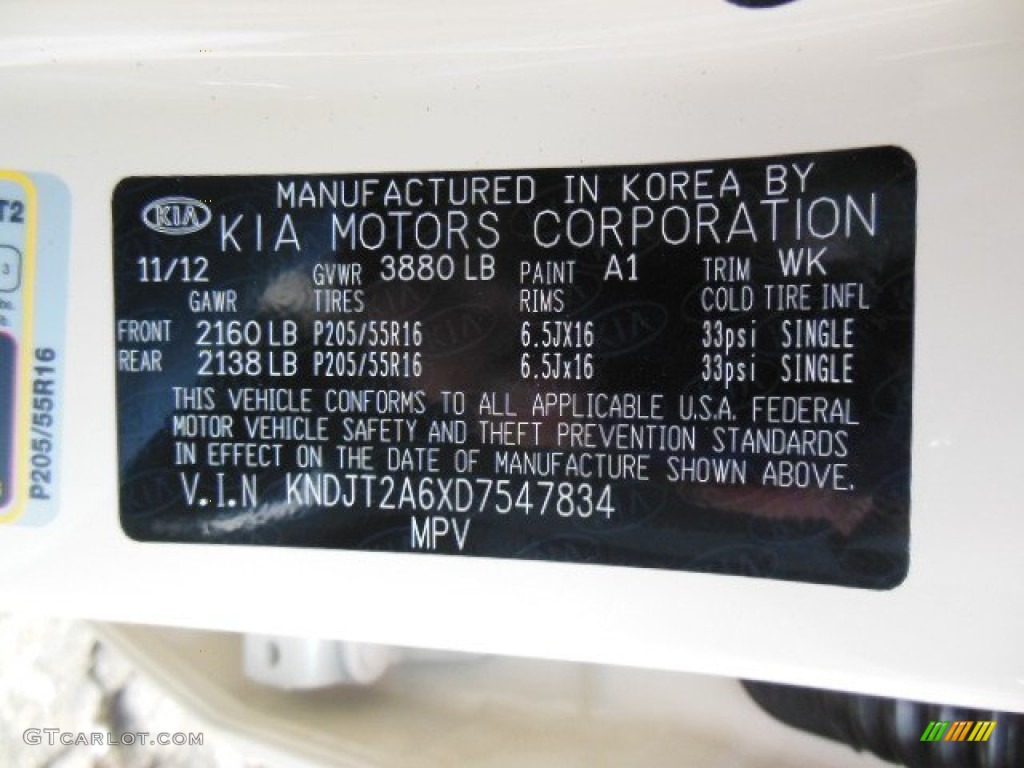 MANUFACTURED IN KOREA BY
KIA KIA MOTORS CORPORATION
11/12 GVWR 3880 LB PAINT A1 TRIM WK
GAWR TIRES RIMS COLD TIRE INFL
FRONT 2160 LB P205/55R16 6.5JX16 33psi SINGLE
REAR 2138 LB P205/55R16 6.5Jx16 33psi SINGLE
THIS VEHICLE CONFORMS TO ALL APPLICABLE U.S.A. FEDERAL
MOTOR VEHICLE SAFETY AND THEFT PREVENTION STANDARDS
IN EFFECT ON THE DATE OF MANUFACTURE SHOWN ABOVE.
V.I.N KNDJT2A6XD7547834
MPV
T2
3
P205/55R16
GTCARLOT.COM